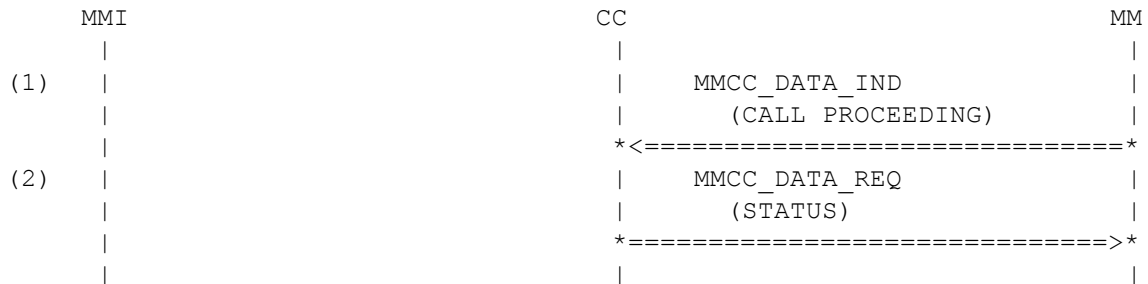 MMI CC MM
| | |
(1) | | MMCC_DATA_IND |
| | (CALL PROCEEDING) |
| *<==============================*
(2) | | MMCC_DATA_REQ |
| | (STATUS) |
| *==============================>*
| | |